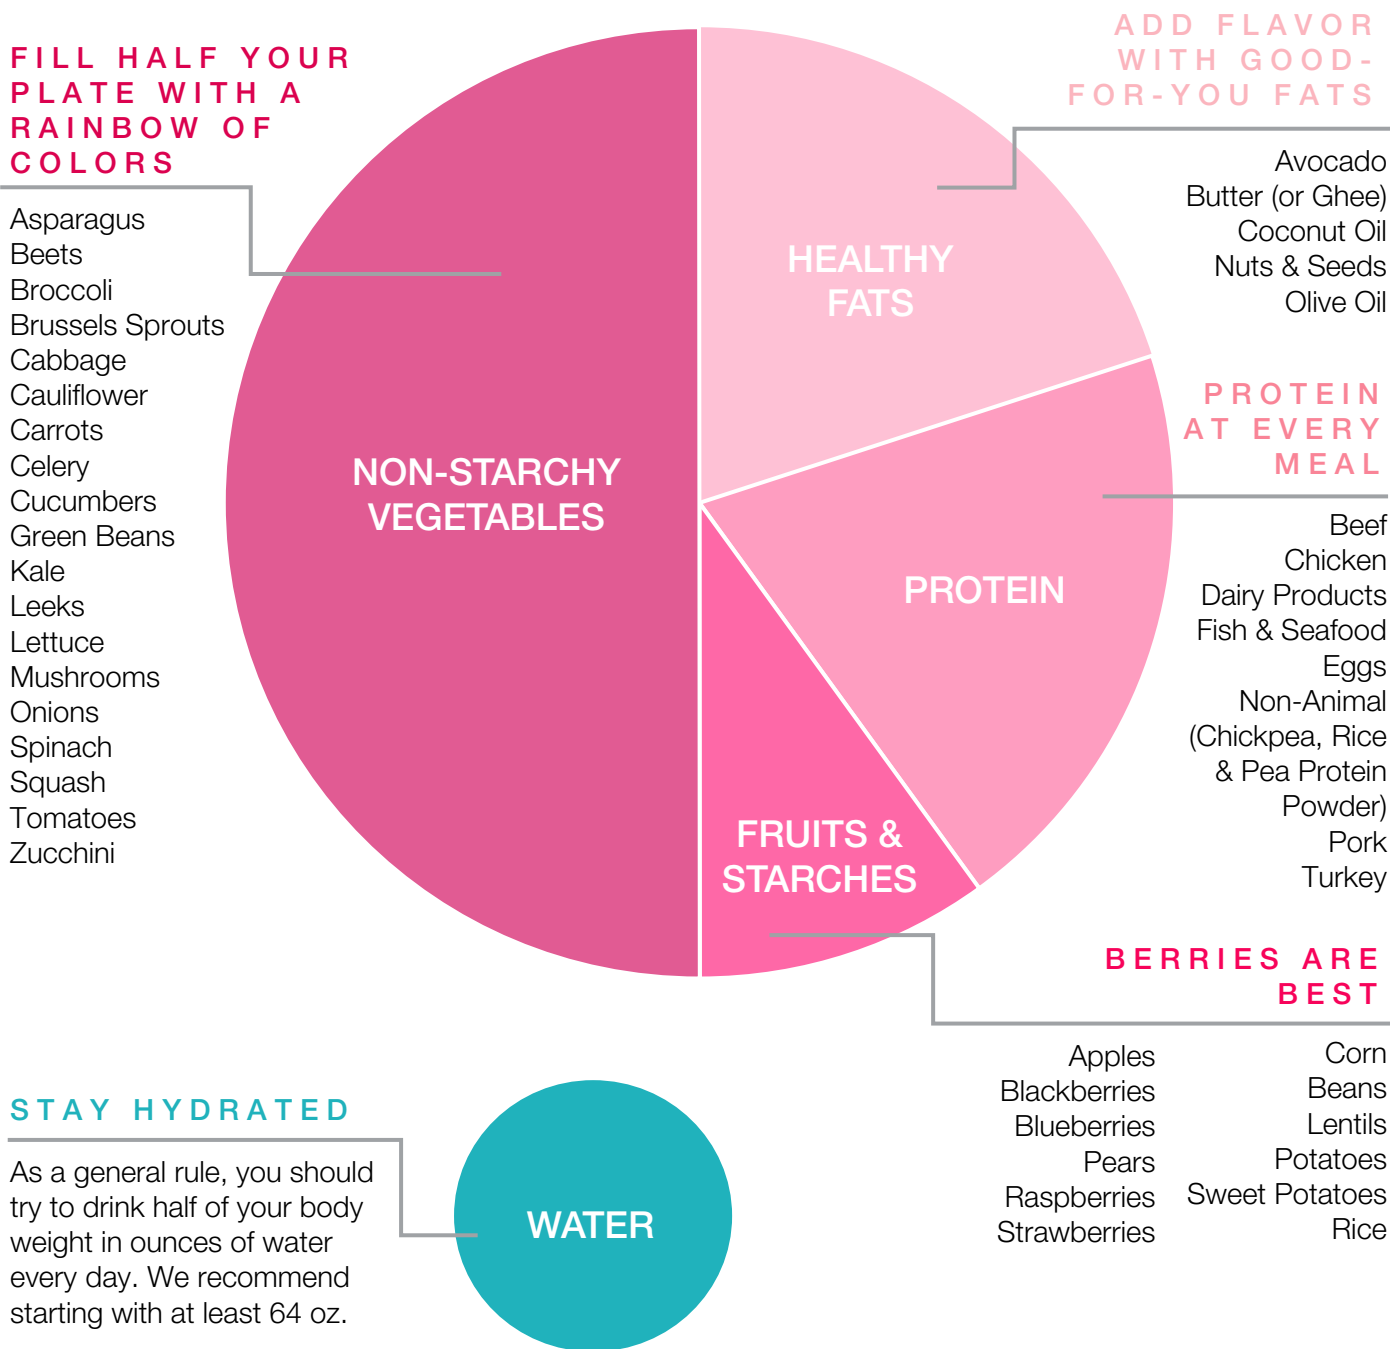 FILL HALF YOUR
PLATE WITH A
RAINBOW OF
COLORS
Asparagus
Beets
Broccoli
Brussels Sprouts
Cabbage
Cauliflower
Carrots
Celery
Cucumbers
Green Beans
Kale
Leeks
Lettuce
Mushrooms
Onions
Spinach
Squash
Tomatoes
Zucchini
NON-STARCHY
VEGETABLES
HEALTHY
FATS
PROTEIN
FRUITS &
STARCHES
ADD FLAVOR
WITH GOOD-
FOR-YOU FATS
Avocado
Butter (or Ghee)
Coconut Oil
Nuts & Seeds
Olive Oil
PROTEIN
AT EVERY
MEAL
Beef
Chicken
Dairy Products
Fish & Seafood
Eggs
Non-Animal
(Chickpea, Rice
& Pea Protein
Powder)
Pork
Turkey
BERRIES ARE
BEST
Apples
Blackberries
Blueberries
Pears
Raspberries
Strawberries
Corn
Beans
Lentils
Potatoes
Sweet Potatoes
Rice
STAY HYDRATED
As a general rule, you should
try to drink half of your body
weight in ounces of water
every day. We recommend
starting with at least 64 oz.
WATER